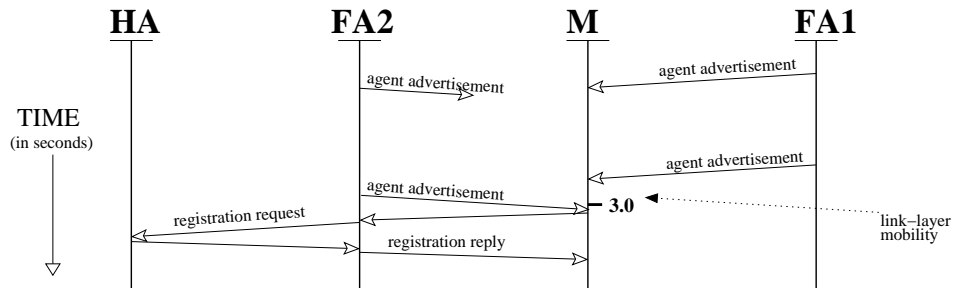 HA FA2 M FA1
agent advertisement
agent advertisement
TIME
(in seconds)
agent advertisement
agent advertisement
3.0
registration request
link–layer
mobility
registration reply